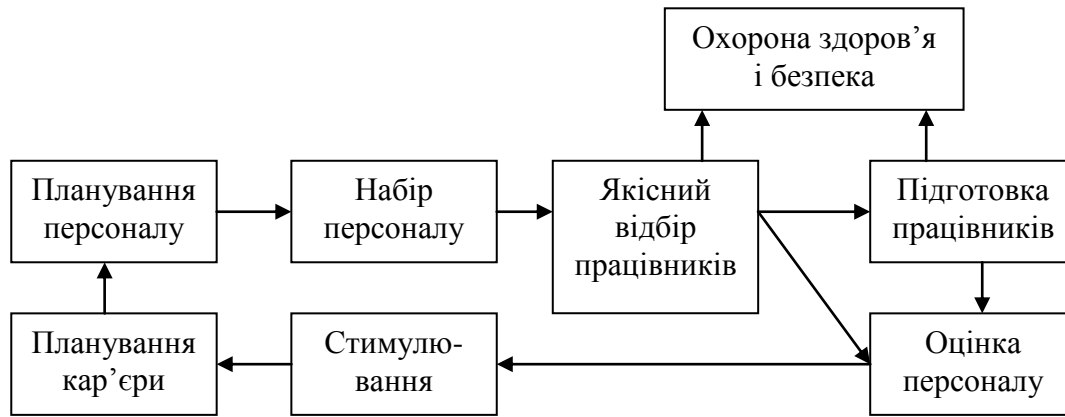 Охорона здоров’я
і безпека
Планування
персоналу
Набір
персоналу
Якісний
відбір
працівників
Підготовка
працівників
Планування
кар’єри
Стимулю-
вання
Оцінка
персоналу